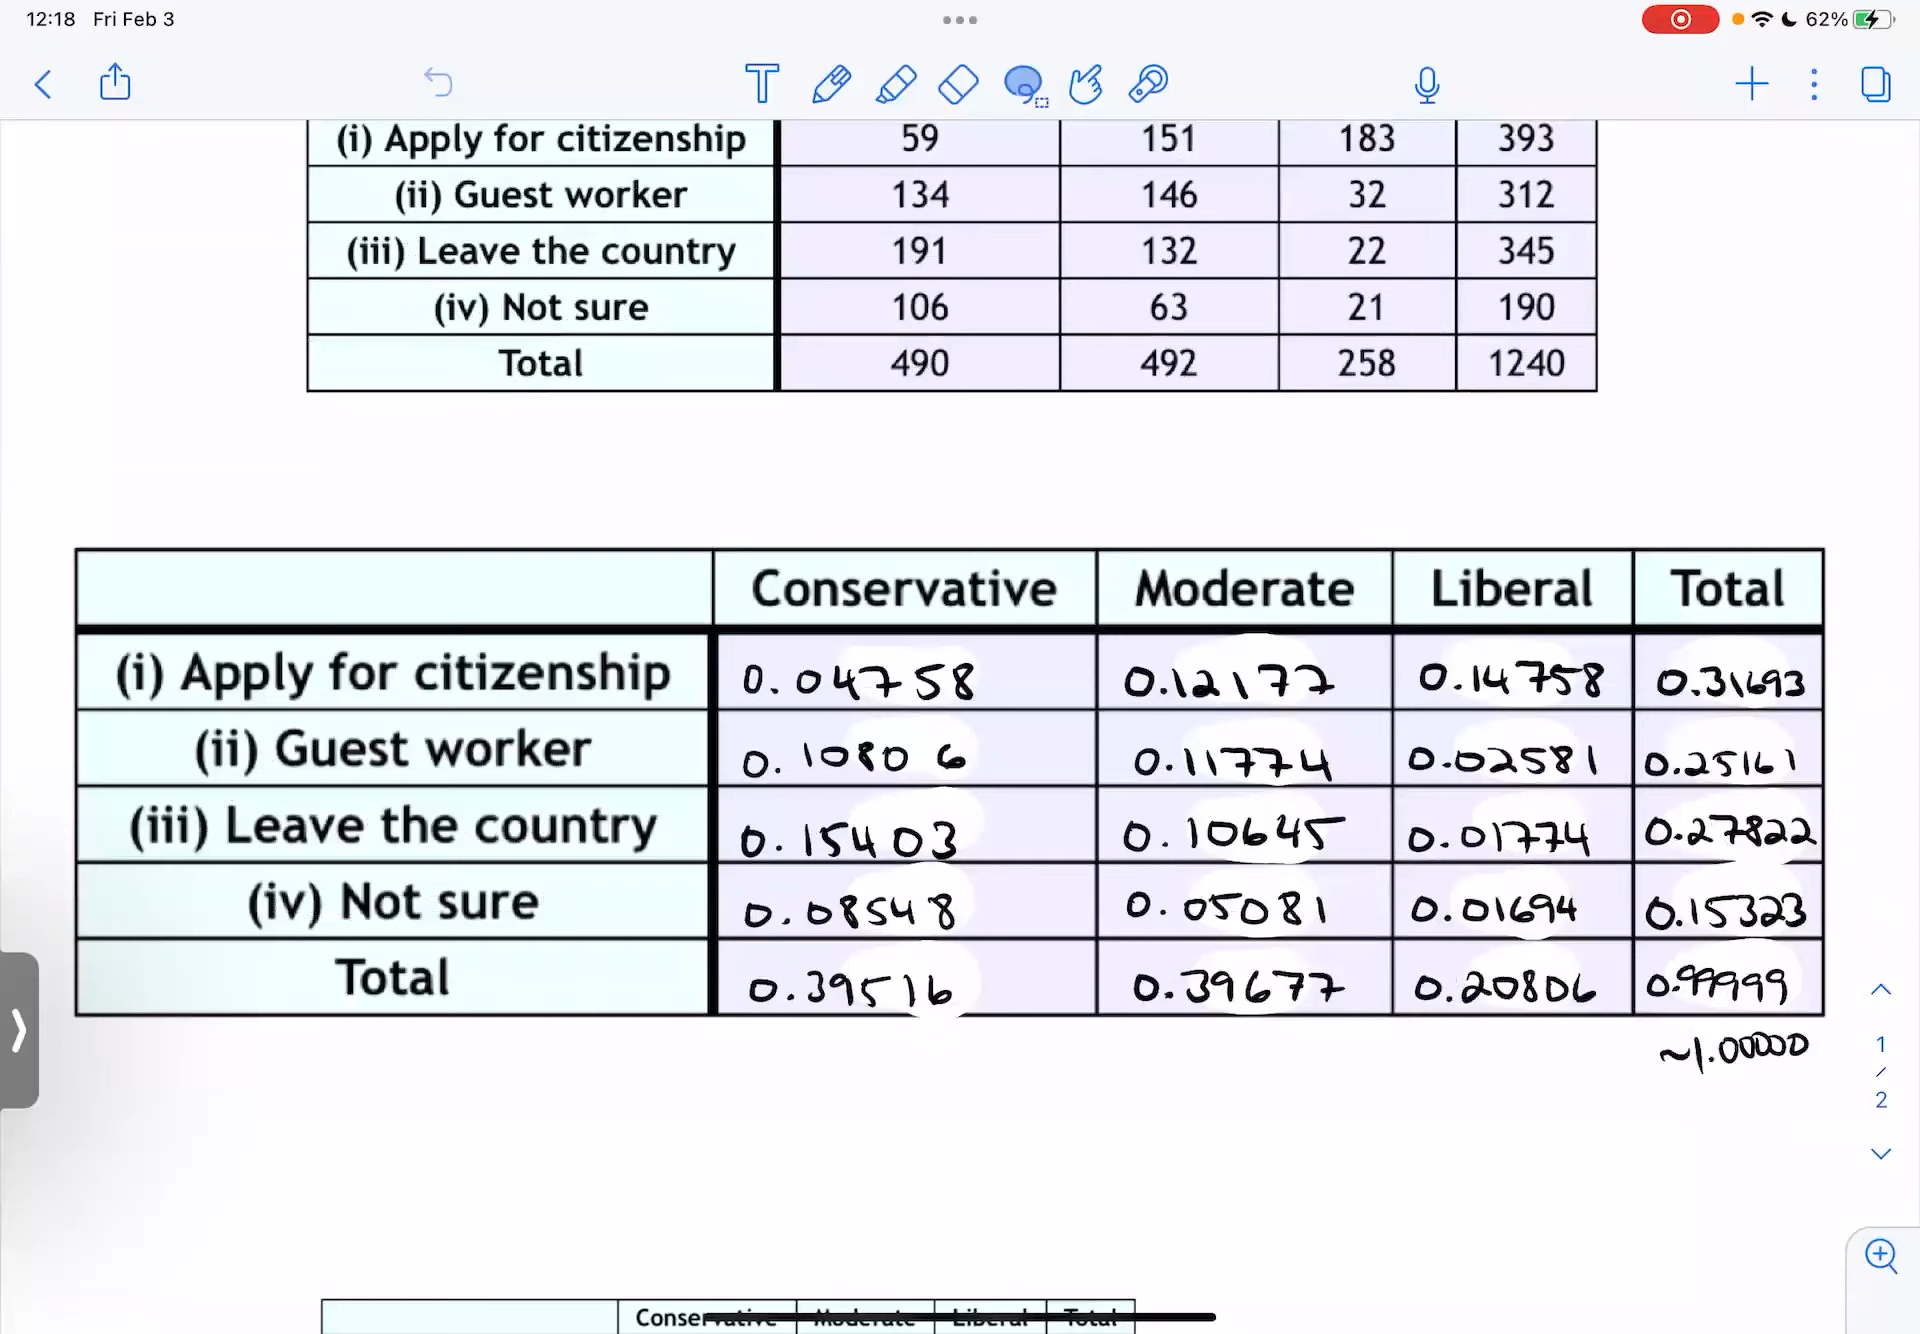 12:18 Fri Feb 3 62%
T
(i) Apply for citizenship 59 151 183 393
(ii) Guest worker 134 146 32 312
(iii) Leave the country 191 132 22 345
(iv) Not sure 106 63 21 190
Total 490 492 258 1240
Conservative Moderate Liberal Total
(i) Apply for citizenship 0.04758 0.12177 0.14758 0.31693
(ii) Guest worker 0.10806 0.11774 0.02581 0.25161
(iii) Leave the country 0.15403 0.10645 0.01774 0.27822
(iv) Not sure 0.08548 0.05081 0.01694 0.15323
Total 0.39516 0.39677 0.20806 0.99999
~1.00000
1
/
2
Conservative Moderate Liberal Total